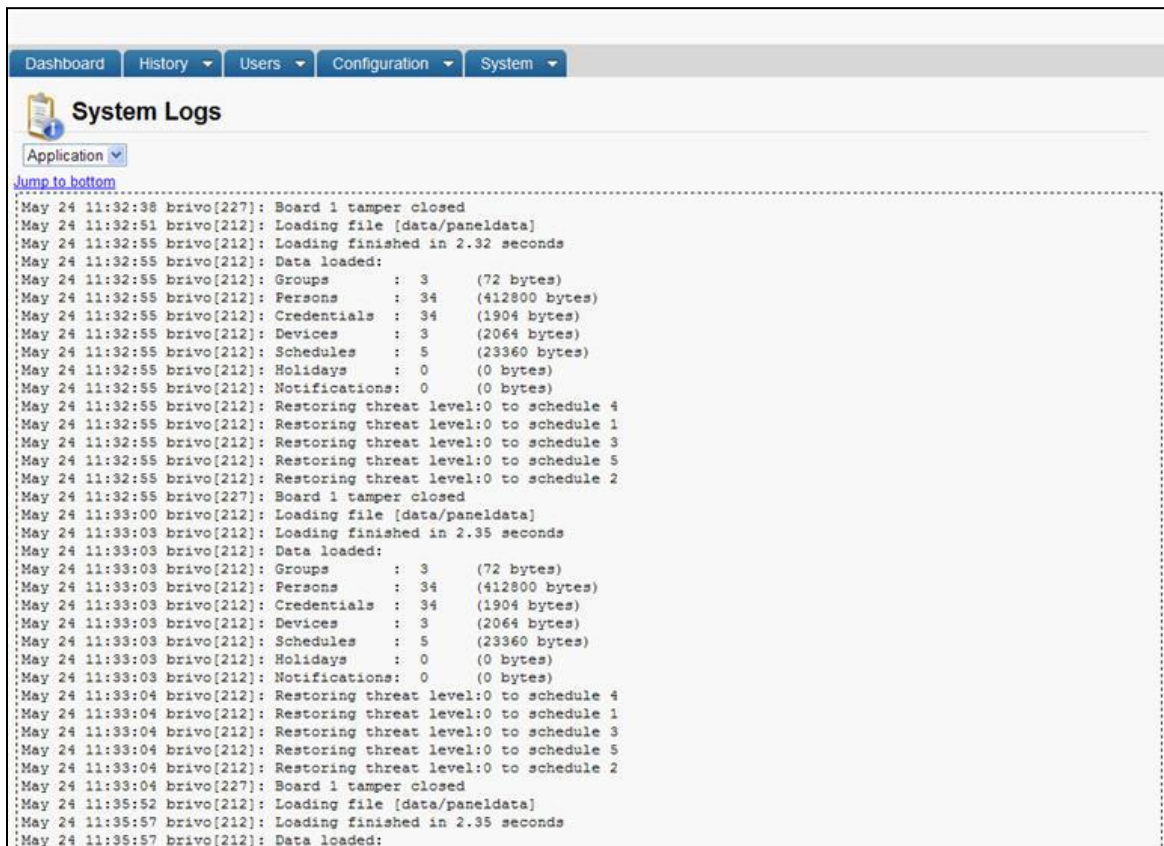 Dashboard History Users Configuration System
System Logs
Application
Jump to bottom
May 24 11:32:38 brivo[227]: Board 1 tamper closed
May 24 11:32:51 brivo[212]: Loading file [data/paneldata]
May 24 11:32:55 brivo[212]: Loading finished in 2.32 seconds
May 24 11:32:55 brivo[212]: Data loaded:
May 24 11:32:55 brivo[212]: Groups : 3 (72 bytes)
May 24 11:32:55 brivo[212]: Persons : 34 (412800 bytes)
May 24 11:32:55 brivo[212]: Credentials : 34 (1904 bytes)
May 24 11:32:55 brivo[212]: Devices : 3 (2064 bytes)
May 24 11:32:55 brivo[212]: Schedules : 5 (23360 bytes)
May 24 11:32:55 brivo[212]: Holidays : 0 (0 bytes)
May 24 11:32:55 brivo[212]: Notifications: 0 (0 bytes)
May 24 11:32:55 brivo[212]: Restoring threat level:0 to schedule 4
May 24 11:32:55 brivo[212]: Restoring threat level:0 to schedule 1
May 24 11:32:55 brivo[212]: Restoring threat level:0 to schedule 3
May 24 11:32:55 brivo[212]: Restoring threat level:0 to schedule 5
May 24 11:32:55 brivo[212]: Restoring threat level:0 to schedule 2
May 24 11:32:55 brivo[227]: Board 1 tamper closed
May 24 11:33:00 brivo[212]: Loading file [data/paneldata]
May 24 11:33:03 brivo[212]: Loading finished in 2.35 seconds
May 24 11:33:03 brivo[212]: Data loaded:
May 24 11:33:03 brivo[212]: Groups : 3 (72 bytes)
May 24 11:33:03 brivo[212]: Persons : 34 (412800 bytes)
May 24 11:33:03 brivo[212]: Credentials : 34 (1904 bytes)
May 24 11:33:03 brivo[212]: Devices : 3 (2064 bytes)
May 24 11:33:03 brivo[212]: Schedules : 5 (23360 bytes)
May 24 11:33:03 brivo[212]: Holidays : 0 (0 bytes)
May 24 11:33:03 brivo[212]: Notifications: 0 (0 bytes)
May 24 11:33:04 brivo[212]: Restoring threat level:0 to schedule 4
May 24 11:33:04 brivo[212]: Restoring threat level:0 to schedule 1
May 24 11:33:04 brivo[212]: Restoring threat level:0 to schedule 3
May 24 11:33:04 brivo[212]: Restoring threat level:0 to schedule 5
May 24 11:33:04 brivo[212]: Restoring threat level:0 to schedule 2
May 24 11:33:04 brivo[227]: Board 1 tamper closed
May 24 11:35:52 brivo[212]: Loading file [data/paneldata]
May 24 11:35:57 brivo[212]: Loading finished in 2.35 seconds
May 24 11:35:57 brivo[212]: Data loaded: